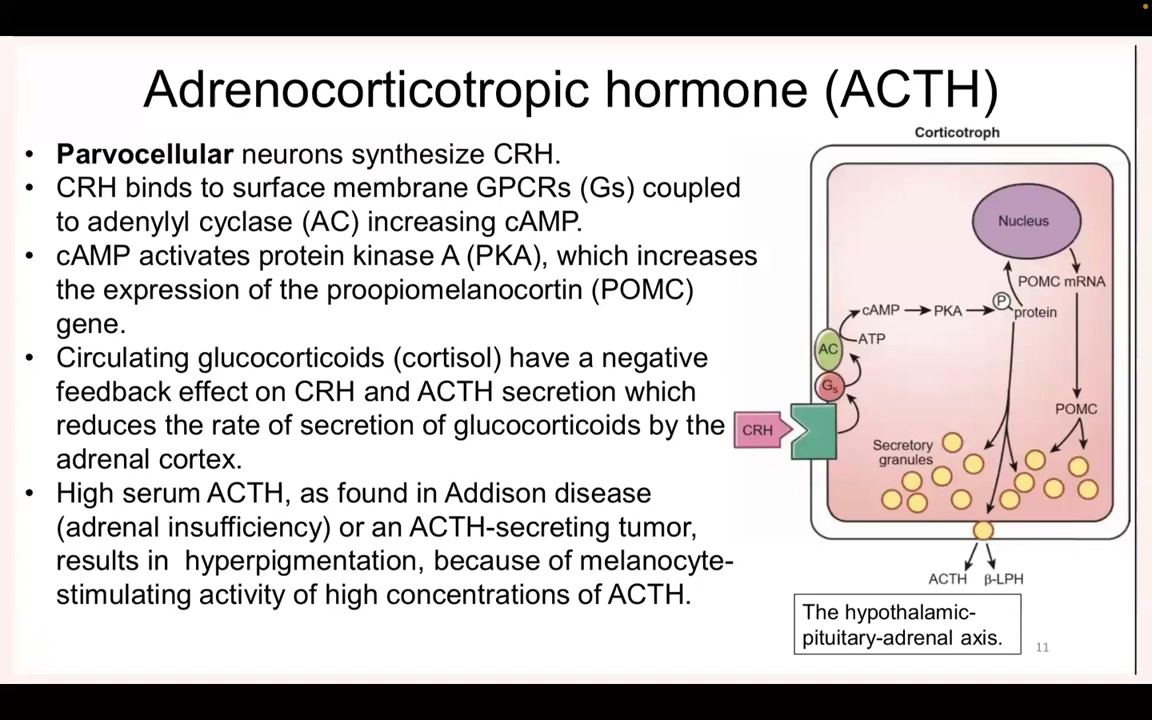 Adrenocorticotropic hormone (ACTH)
• Parvocellular neurons synthesize CRH.
• CRH binds to surface membrane GPCRs (Gs) coupled
to adenylyl cyclase (AC) increasing cAMP.
• cAMP activates protein kinase A (PKA), which increases
the expression of the proopiomelanocortin (POMC)
gene.
• Circulating glucocorticoids (cortisol) have a negative
feedback effect on CRH and ACTH secretion which
reduces the rate of secretion of glucocorticoids by the
adrenal cortex.
• High serum ACTH, as found in Addison disease
(adrenal insufficiency) or an ACTH-secreting tumor,
results in  hyperpigmentation, because of melanocyte-
stimulating activity of high concentrations of ACTH.
Corticotroph
Nucleus
POMC mRNA
cAMP
PKA
P
protein
ATP
AC
Gs
CRH
POMC
Secretory
granules
ACTH
β-LPH
The hypothalamic-
pituitary-adrenal axis.
11